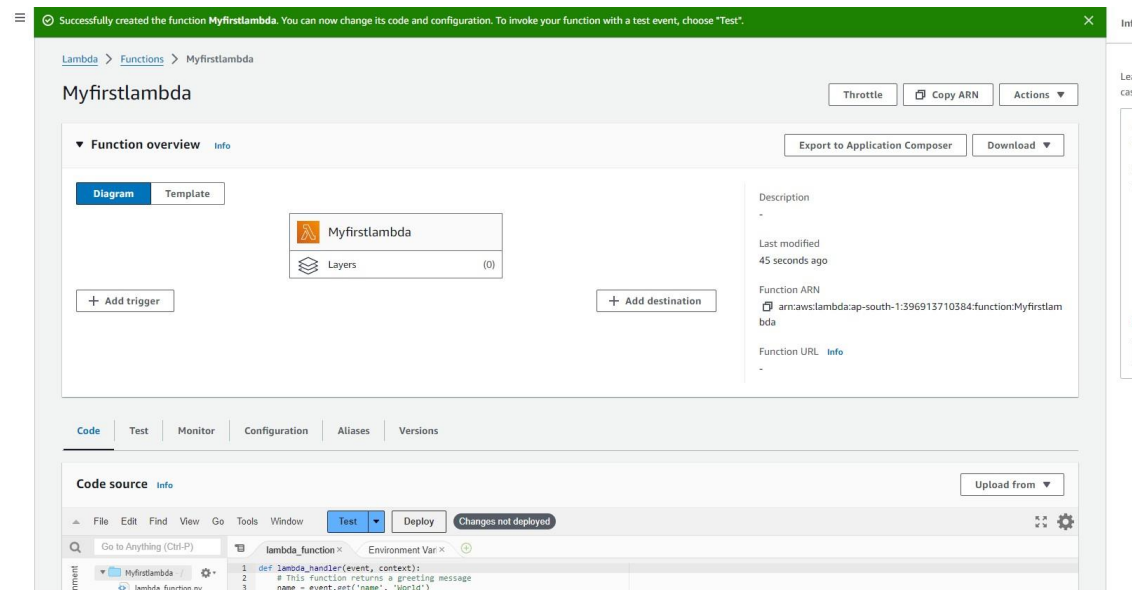 Successfully created the function Myfirstlambda. You can now change its code and configuration. To invoke your function with a test event, choose "Test".
Lambda > Functions > Myfirstlambda
Myfirstlambda
Throttle
Copy ARN
Actions
Function overview Info
Export to Application Composer
Download
Diagram
Template
Myfirstlambda
Layers (0)
+ Add trigger
+ Add destination
Description
-
Last modified
45 seconds ago
Function ARN
arn:aws:lambda:ap-south-1:396913710384:function:Myfirstlam
bda
Function URL Info
-
Code
Test
Monitor
Configuration
Aliases
Versions
Code source Info
Upload from
File Edit Find View Go Tools Window
Test
Deploy
Changes not deployed
Go to Anything (Ctrl-P)
lambda_function ×
Environment Var ×
Myfirstlambda - /
lambda_function.py
1 def lambda_handler(event, context):
2 # This function returns a greeting message
3 name = event.get('name', 'World')